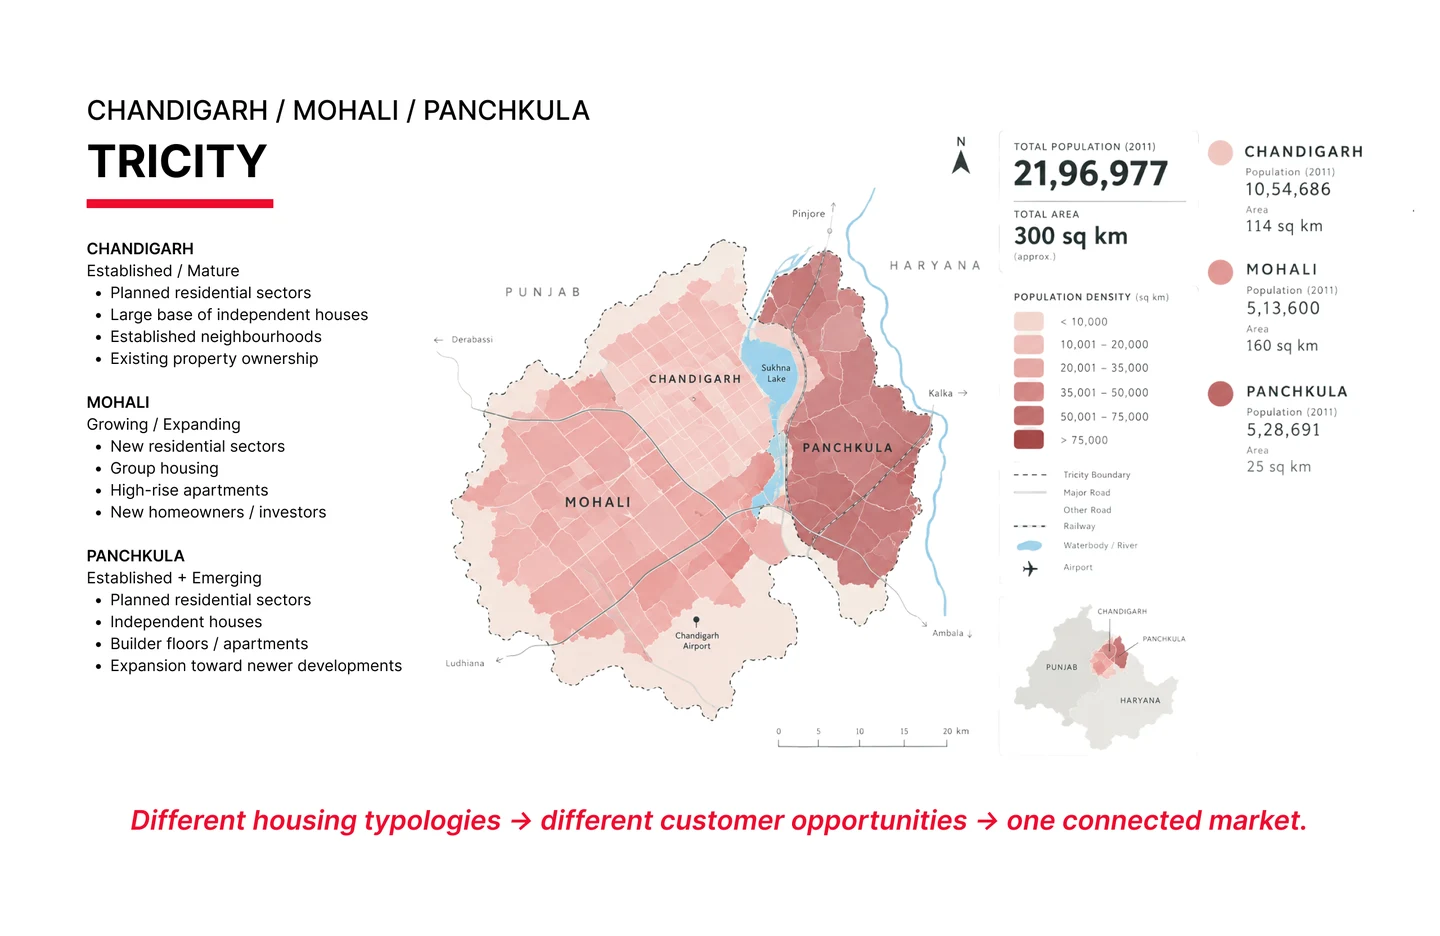 CHANDIGARH / MOHALI / PANCHKULA
TRICITY
CHANDIGARH
Established / Mature
• Planned residential sectors
• Large base of independent houses
• Established neighbourhoods
• Existing property ownership
MOHALI
Growing / Expanding
• New residential sectors
• Group housing
• High-rise apartments
• New homeowners / investors
PANCHKULA
Established + Emerging
• Planned residential sectors
• Independent houses
• Builder floors / apartments
• Expansion toward newer developments
N
Pinjore
HARYANA
PUNJAB
← Derabassi
CHANDIGARH
Sukhna
Lake
Kalka →
PANCHKULA
MOHALI
Chandigarh
Airport
Ambala ↓
Ludhiana
0 5 10 15 20 km
TOTAL POPULATION (2011)
21,96,977
TOTAL AREA
300 sq km
(approx.)
POPULATION DENSITY (sq km)
< 10,000
10,001 – 20,000
20,001 – 35,000
35,001 – 50,000
50,001 – 75,000
> 75,000
Tricity Boundary
Major Road
Other Road
Railway
Waterbody / River
Airport
CHANDIGARH
PANCHKULA
PUNJAB
HARYANA
CHANDIGARH
Population (2011)
10,54,686
Area
114 sq km
MOHALI
Population (2011)
5,13,600
Area
160 sq km
PANCHKULA
Population (2011)
5,28,691
Area
25 sq km
Different housing typologies → different customer opportunities → one connected market.